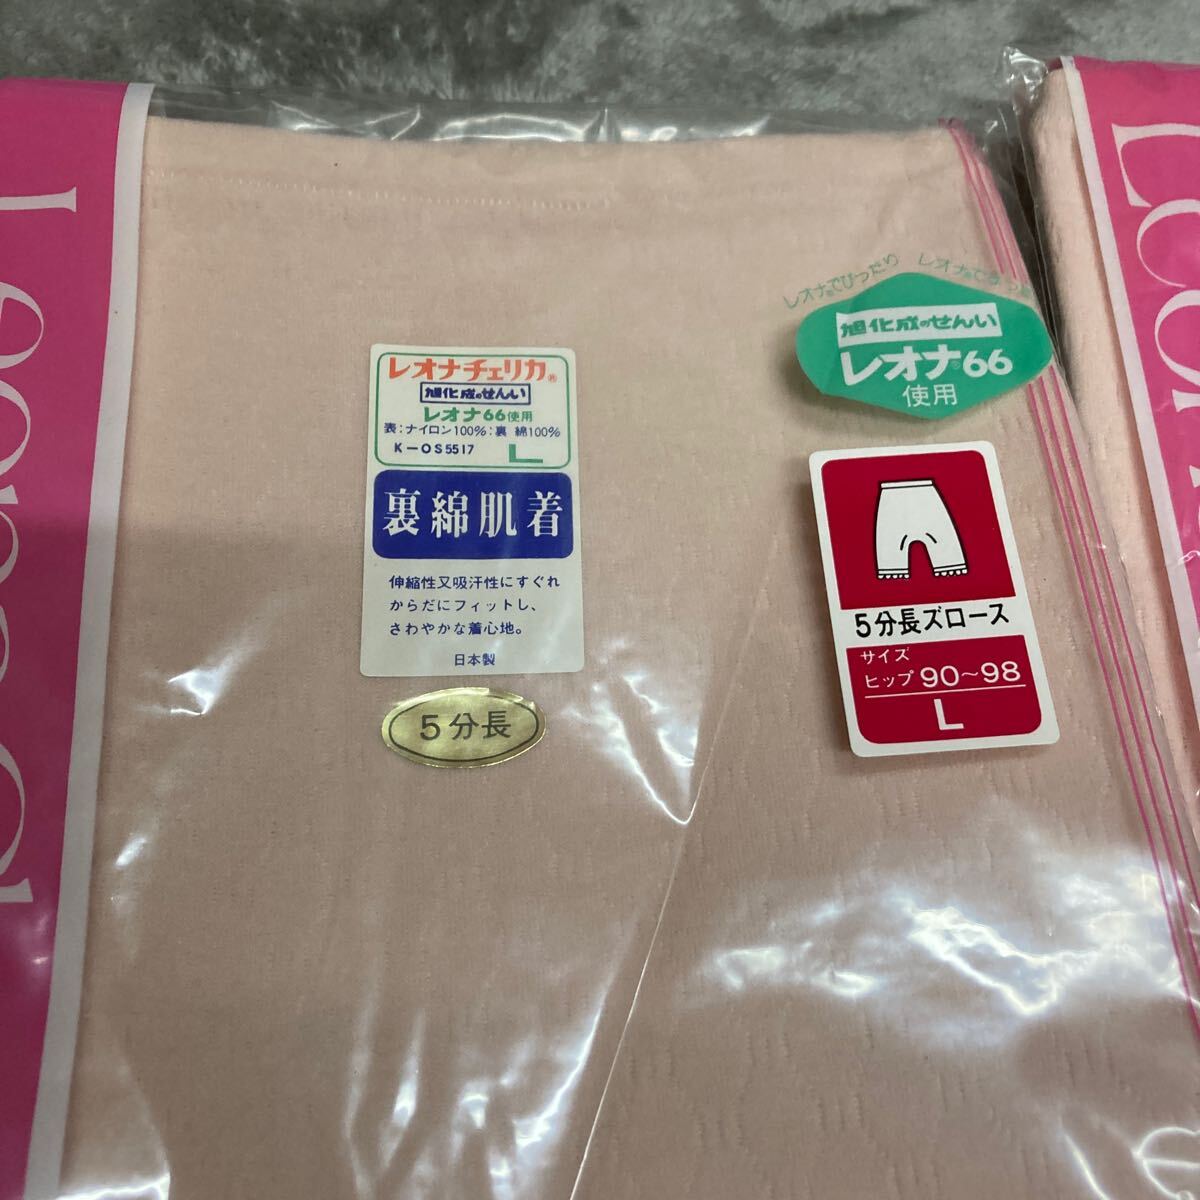 Leona
レオナチェリカ®
旭化成のせんい
レオナ66使用
表:ナイロン100%:裏 綿100%
K-OS5517 L
裏綿肌着
伸縮性又吸汗性にすぐれ
からだにフィットし、
さわやかな着心地。
日本製
5分長
レオナでぴったり
旭化成のせんい
レオナ®66
使用
5分長ズロース
サイズ
ヒップ 90~98
L